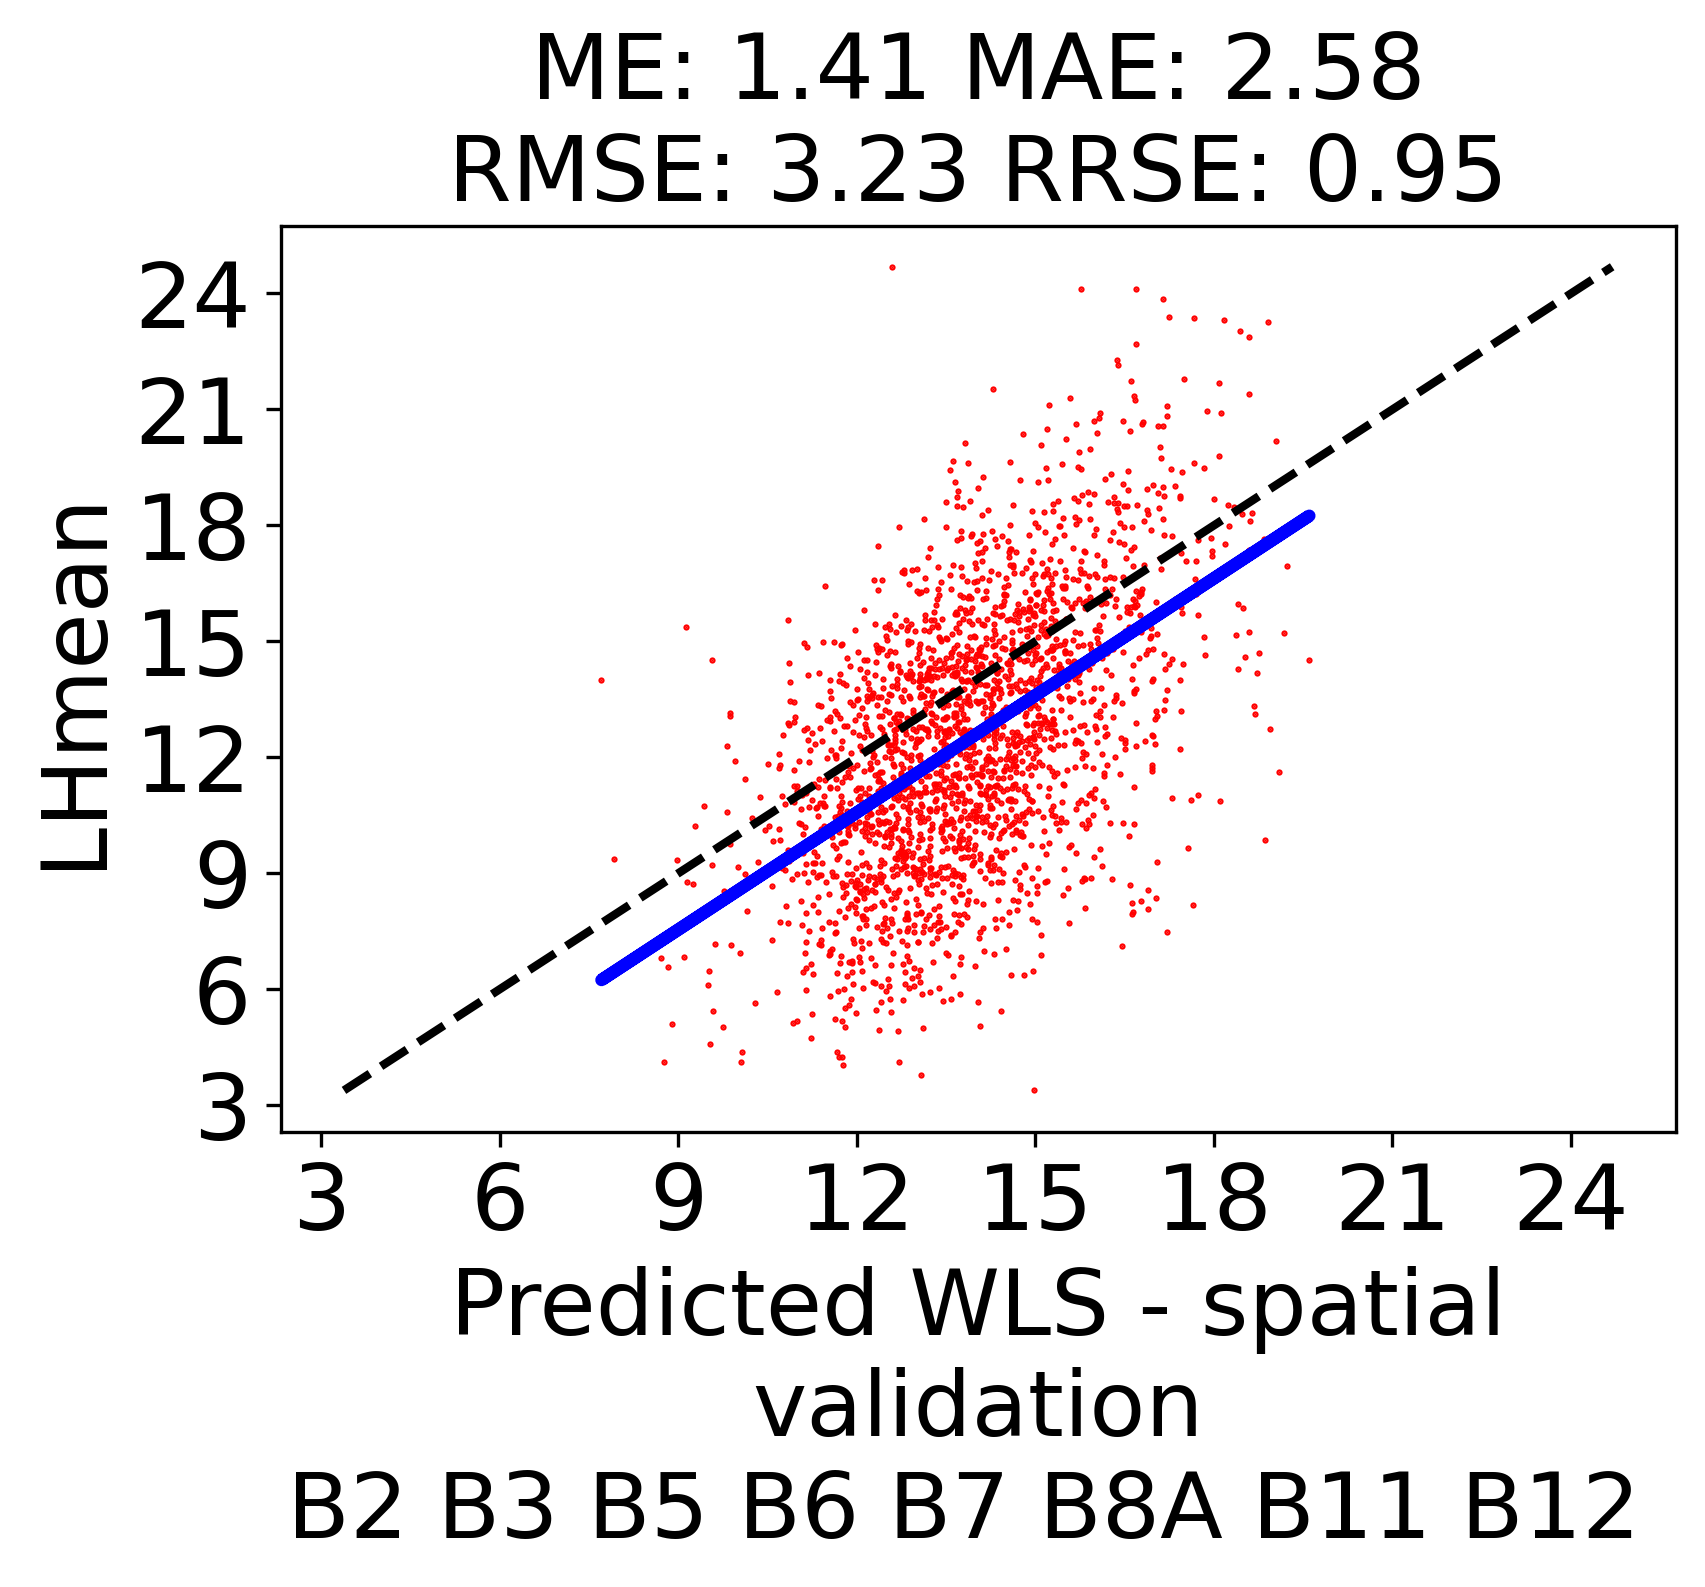 ME: 1.41 MAE: 2.58
RMSE: 3.23 RRSE: 0.95
24
21
18
15
12
9
6
3
LHmean
3 6 9 12 15 18 21 24
Predicted WLS - spatial
validation
B2 B3 B5 B6 B7 B8A B11 B12